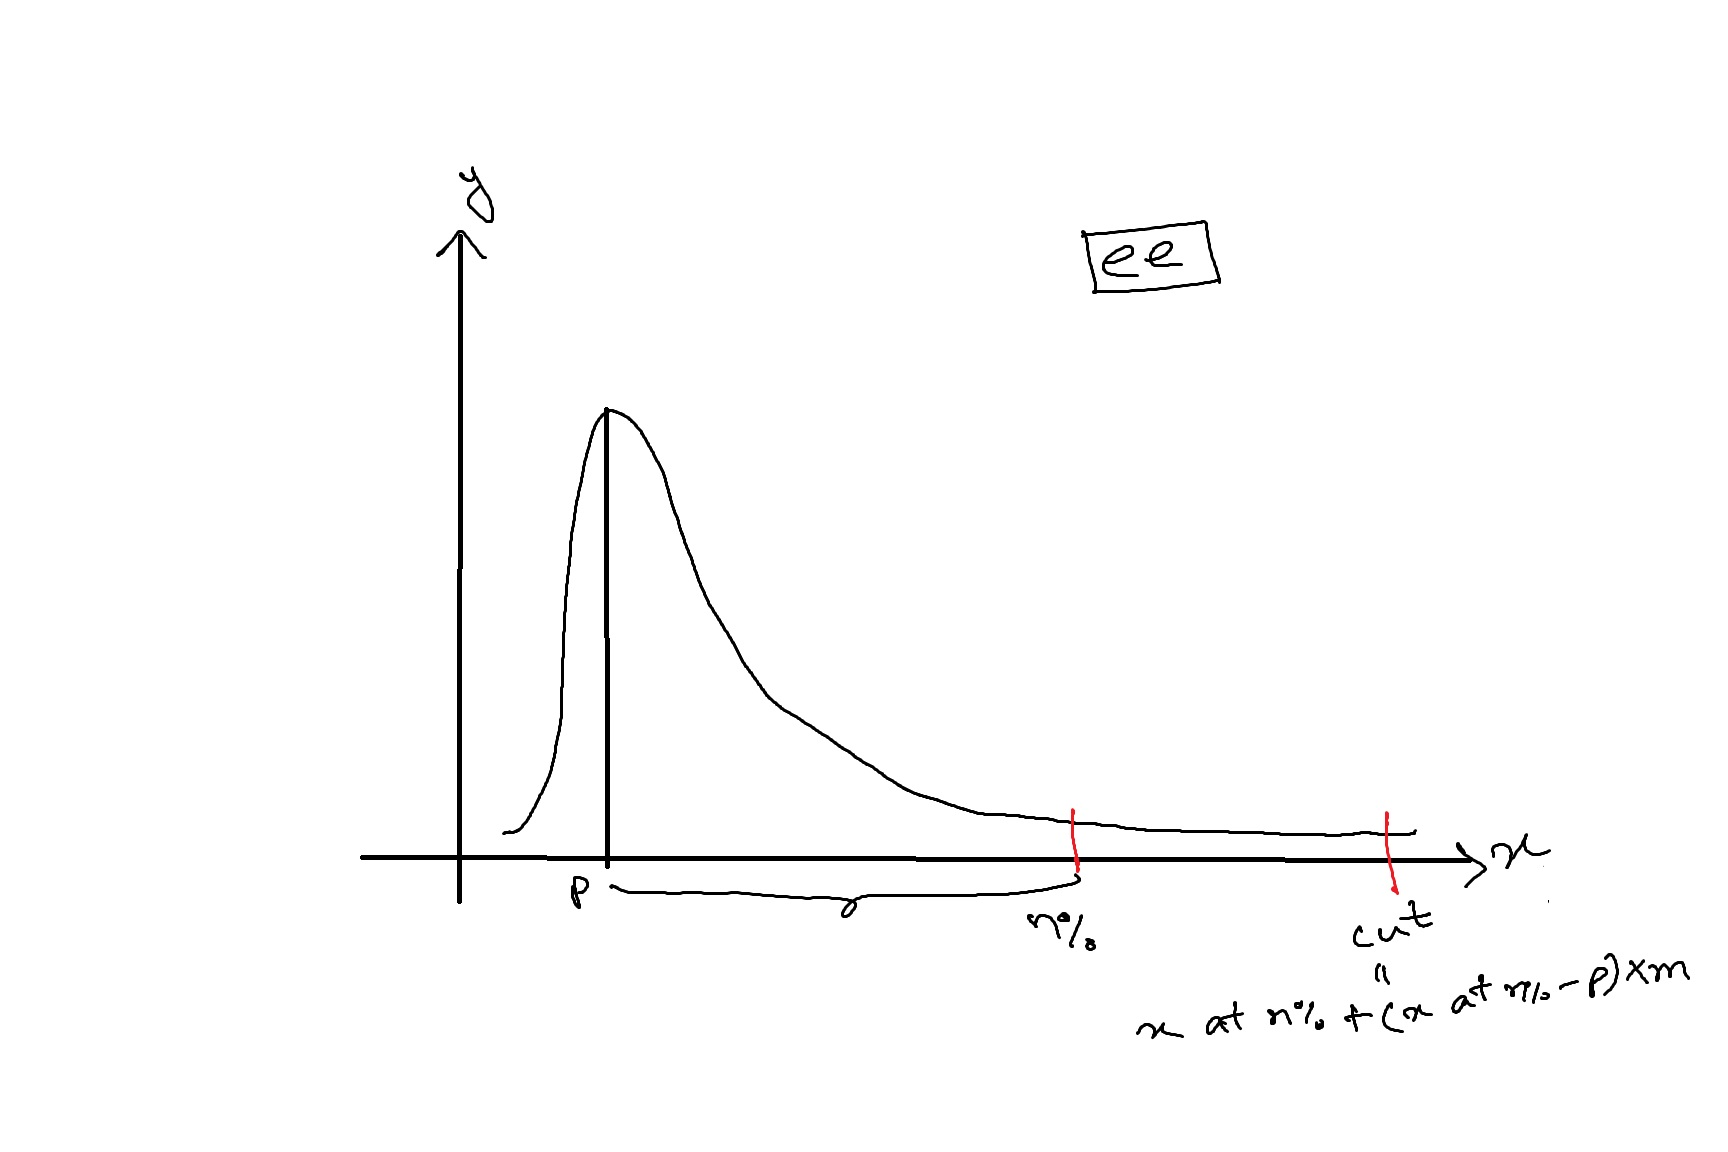 y
ee
x
p
n%
cut
"
x at n% + (x at n% - p) x m